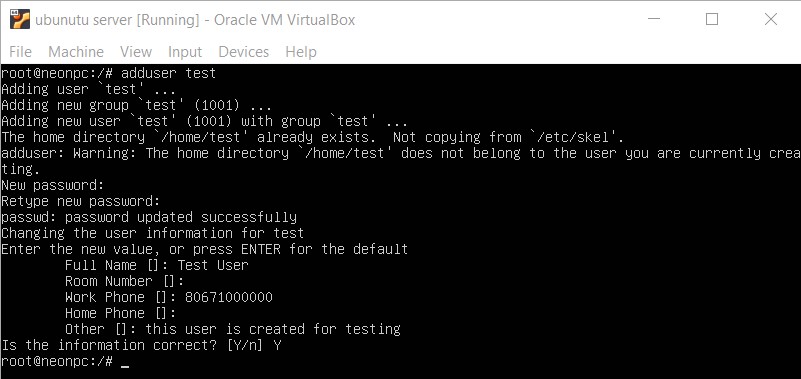 ubunutu server [Running] - Oracle VM VirtualBox
File Machine View Input Devices Help
root@neonpc:/# adduser test
Adding user `test' ...
Adding new group `test' (1001) ...
Adding new user `test' (1001) with group `test' ...
The home directory `/home/test' already exists.  Not copying from `/etc/skel'.
adduser: Warning: The home directory `/home/test' does not belong to the user you are currently crea
ting.
New password:
Retype new password:
passwd: password updated successfully
Changing the user information for test
Enter the new value, or press ENTER for the default
        Full Name []: Test User
        Room Number []:
        Work Phone []: 80671000000
        Home Phone []:
        Other []: this user is created for testing
Is the information correct? [Y/n] Y
root@neonpc:/# _